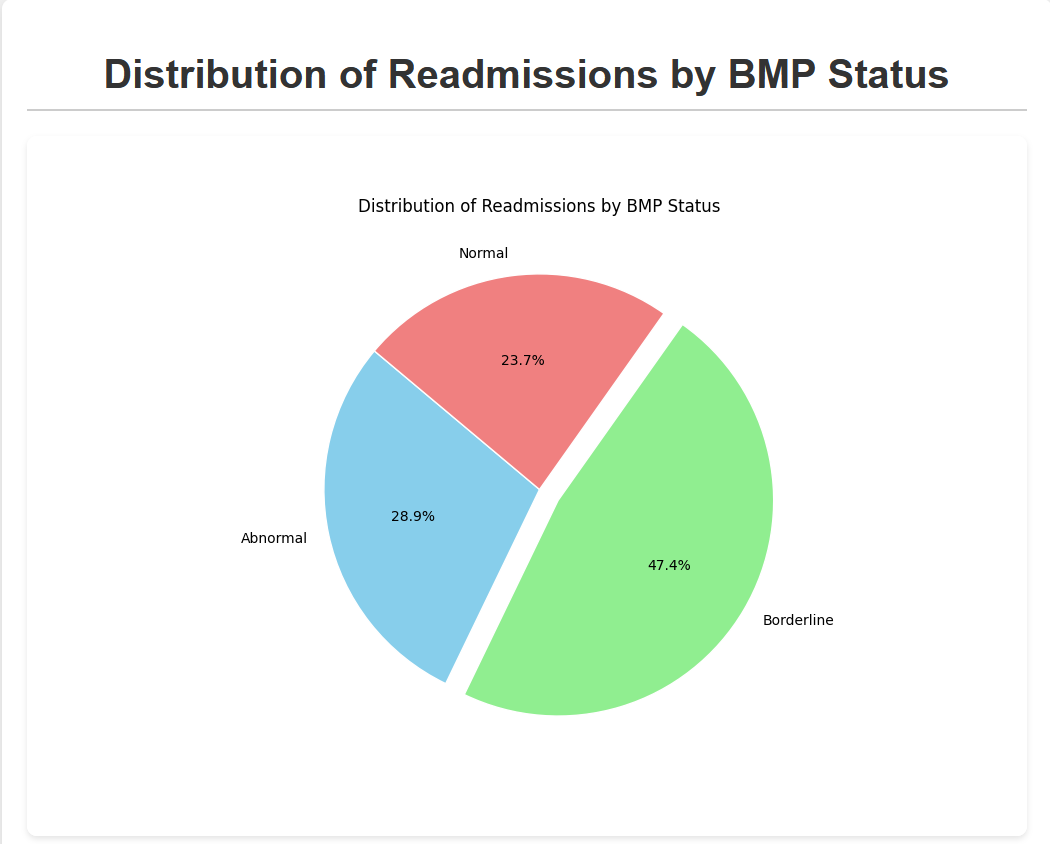 Distribution of Readmissions by BMP Status
Distribution of Readmissions by BMP Status
Normal
23.7%
28.9%
Abnormal
47.4%
Borderline